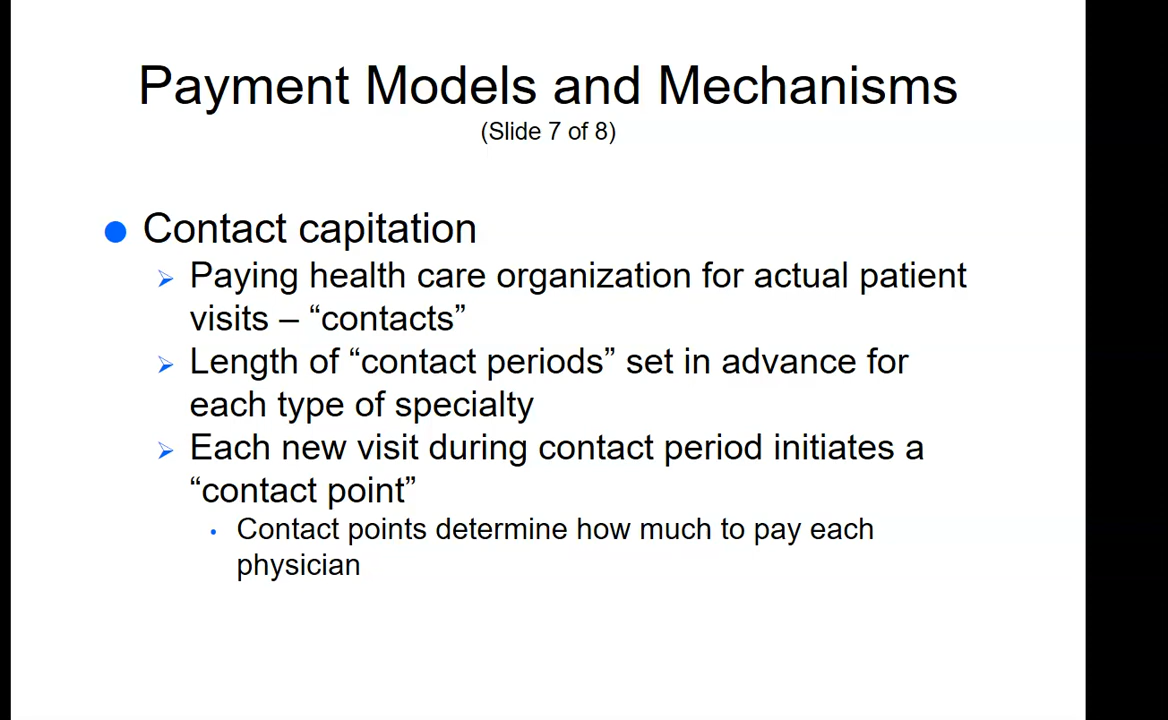 Payment Models and Mechanisms
(Slide 7 of 8)
Contact capitation
Paying health care organization for actual patient
visits – “contacts”
Length of “contact periods” set in advance for
each type of specialty
Each new visit during contact period initiates a
“contact point”
Contact points determine how much to pay each
physician